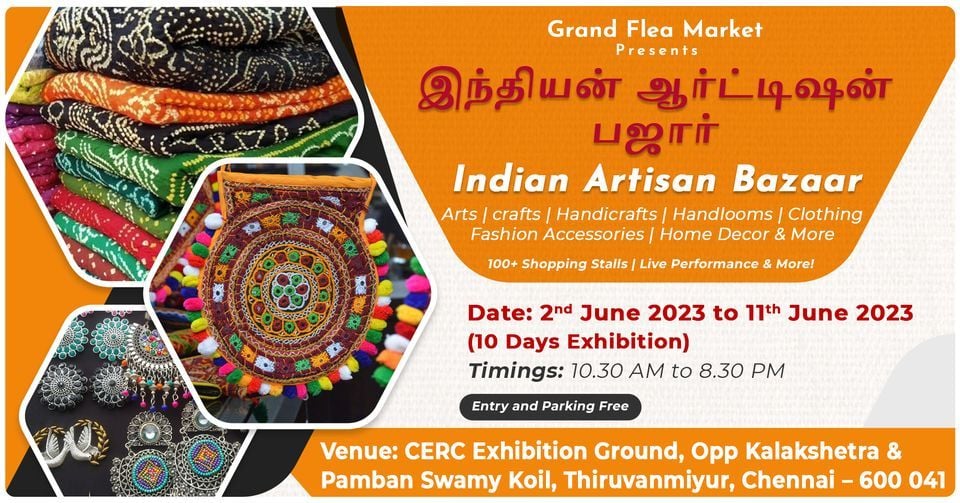 Grand Flea Market
Presents
இந்தியன் ஆர்ட்டிஷன்
பஜார்
Indian Artisan Bazaar
Arts | crafts | Handicrafts | Handlooms | Clothing
Fashion Accessories | Home Decor & More
100+ Shopping Stalls | Live Performance & More!
Date: 2nd June 2023 to 11th June 2023
(10 Days Exhibition)
Timings: 10.30 AM to 8.30 PM
Entry and Parking Free
Venue: CERC Exhibition Ground, Opp Kalakshetra &
Pamban Swamy Koil, Thiruvanmiyur, Chennai – 600 041